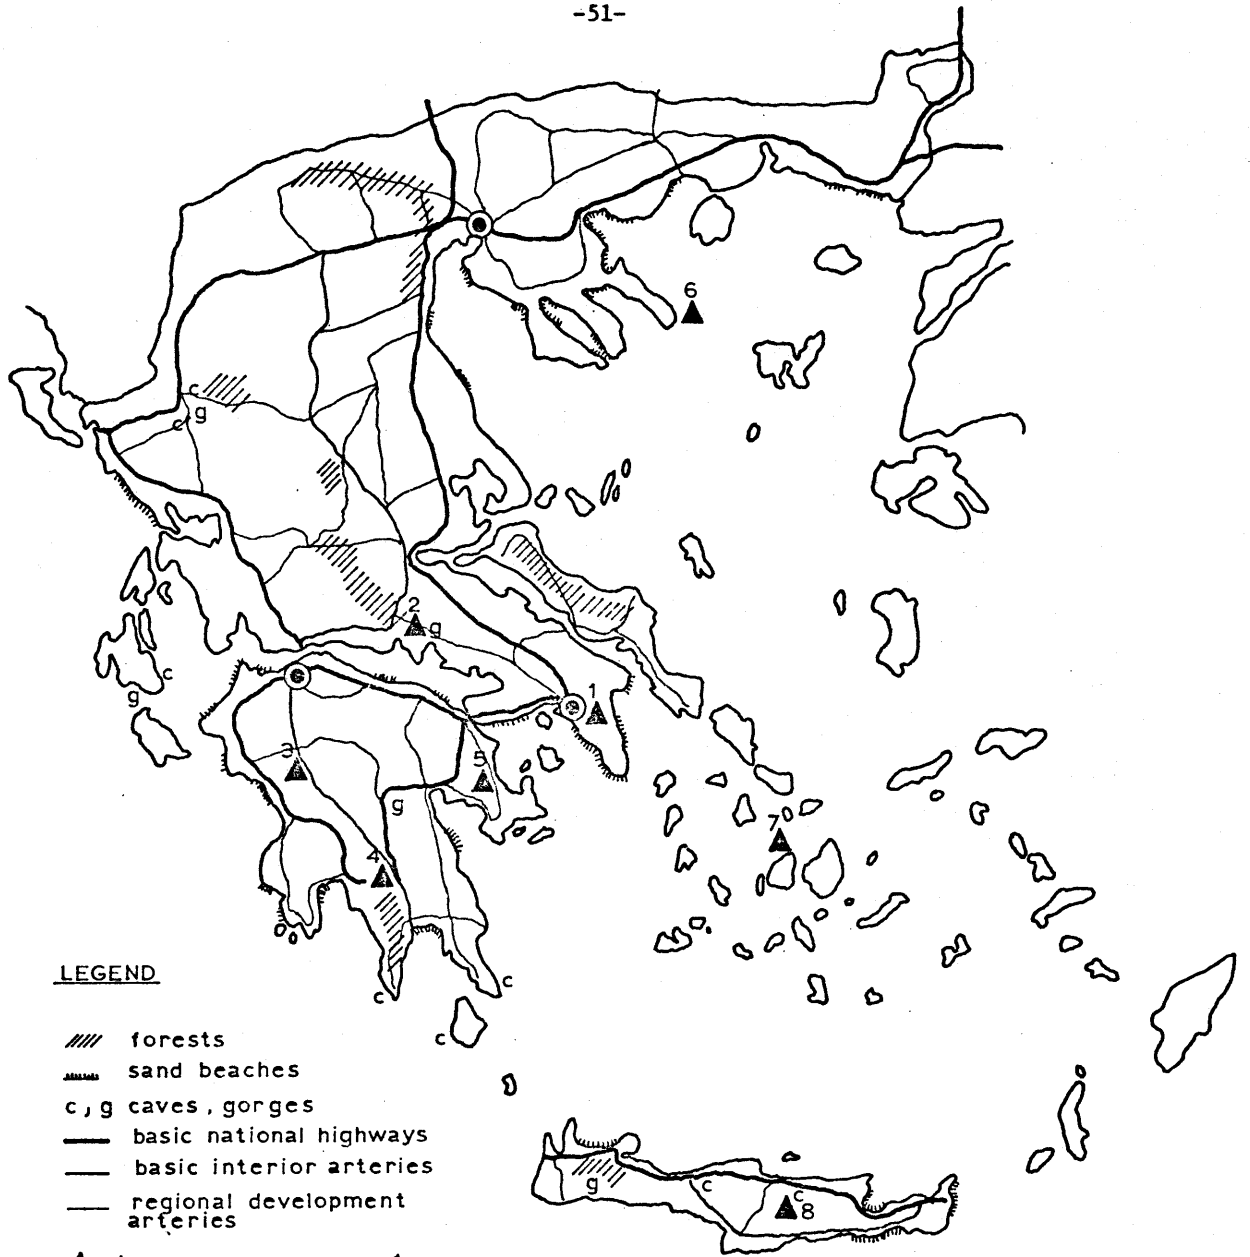 -51-
6
c
g
c
2
g
c
g
1
3
5
g
7
4
c
c
c
LEGEND
forests
sand beaches
c, g caves, gorges
basic national highways
basic interior arteries
regional development
arteries
g
c
c
8